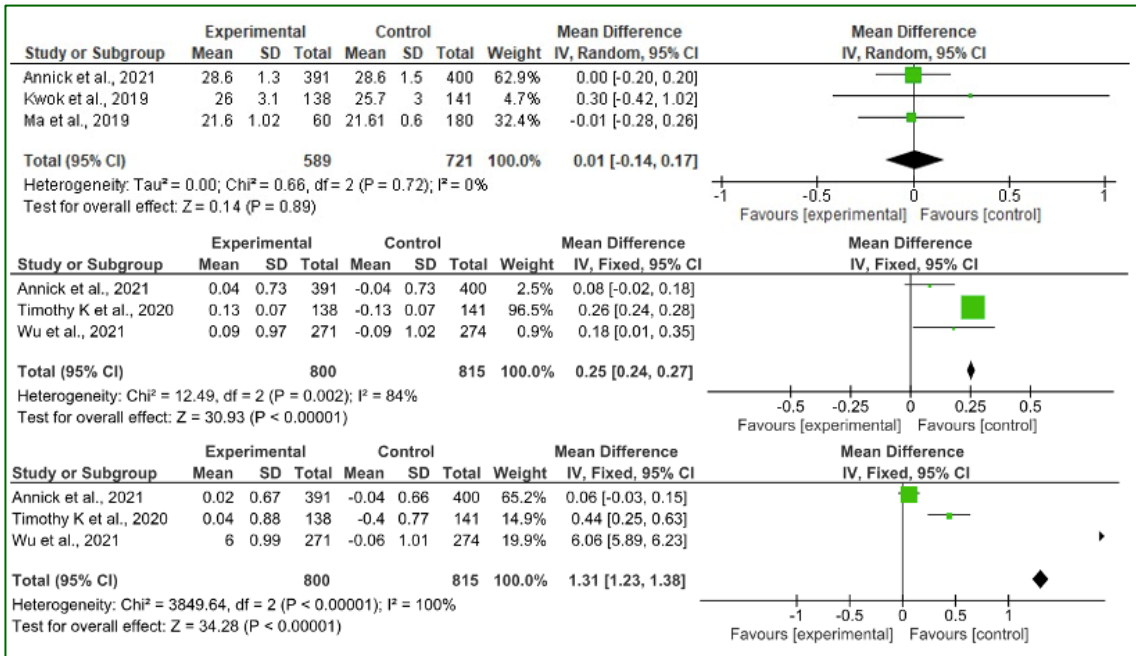 Experimental Control Mean Difference Mean Difference
Study or Subgroup Mean SD Total Mean SD Total Weight IV, Random, 95% CI IV, Random, 95% CI
Annick et al., 2021 28.6 1.3 391 28.6 1.5 400 62.9% 0.00 [-0.20, 0.20]
Kwok et al., 2019 26 3.1 138 25.7 3 141 4.7% 0.30 [-0.42, 1.02]
Ma et al., 2019 21.6 1.02 60 21.61 0.6 180 32.4% -0.01 [-0.28, 0.26]
Total (95% CI) 589 721 100.0% 0.01 [-0.14, 0.17]
Heterogeneity: Tau² = 0.00; Chi² = 0.66, df = 2 (P = 0.72); I² = 0%
Test for overall effect: Z = 0.14 (P = 0.89)
-1 -0.5 0 0.5 1
Favours [experimental] Favours [control]
Experimental Control Mean Difference Mean Difference
Study or Subgroup Mean SD Total Mean SD Total Weight IV, Fixed, 95% CI IV, Fixed, 95% CI
Annick et al., 2021 0.04 0.73 391 -0.04 0.73 400 2.5% 0.08 [-0.02, 0.18]
Timothy K et al., 2020 0.13 0.07 138 -0.13 0.07 141 96.5% 0.26 [0.24, 0.28]
Wu et al., 2021 0.09 0.97 271 -0.09 1.02 274 0.9% 0.18 [0.01, 0.35]
Total (95% CI) 800 815 100.0% 0.25 [0.24, 0.27]
Heterogeneity: Chi² = 12.49, df = 2 (P = 0.002); I² = 84%
Test for overall effect: Z = 30.93 (P < 0.00001)
-0.5 -0.25 0 0.25 0.5
Favours [experimental] Favours [control]
Experimental Control Mean Difference Mean Difference
Study or Subgroup Mean SD Total Mean SD Total Weight IV, Fixed, 95% CI IV, Fixed, 95% CI
Annick et al., 2021 0.02 0.67 391 -0.04 0.66 400 65.2% 0.06 [-0.03, 0.15]
Timothy K et al., 2020 0.04 0.88 138 -0.4 0.77 141 14.9% 0.44 [0.25, 0.63]
Wu et al., 2021 6 0.99 271 -0.06 1.01 274 19.9% 6.06 [5.89, 6.23]
Total (95% CI) 800 815 100.0% 1.31 [1.23, 1.38]
Heterogeneity: Chi² = 3849.64, df = 2 (P < 0.00001); I² = 100%
Test for overall effect: Z = 34.28 (P < 0.00001)
-1 -0.5 0 0.5 1
Favours [experimental] Favours [control]